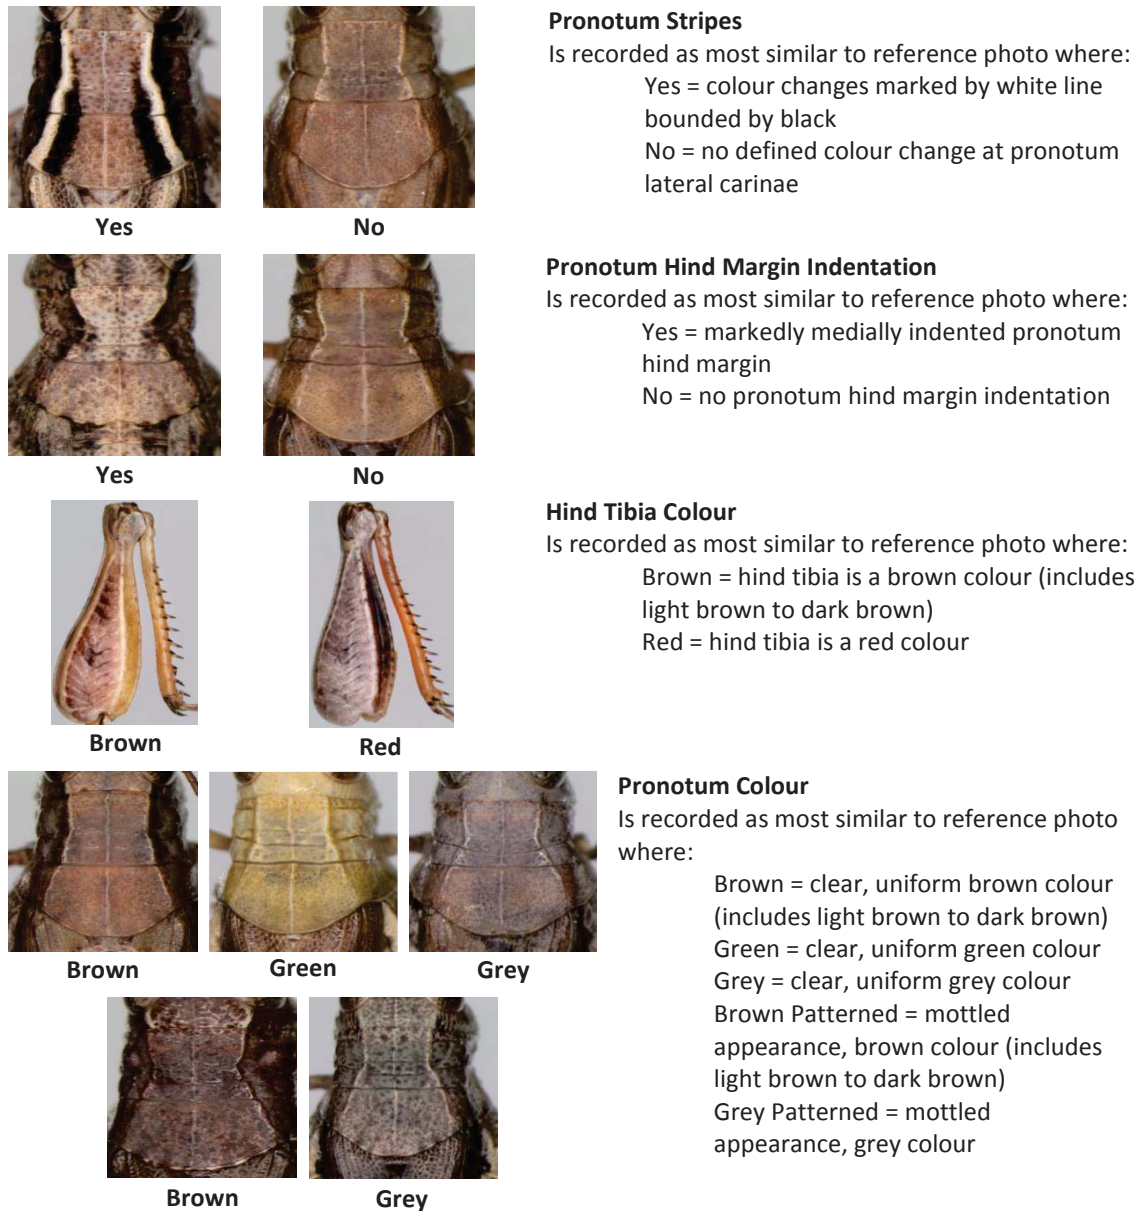 Pronotum Stripes
Is recorded as most similar to reference photo where:
Yes = colour changes marked by white line
bounded by black
No = no defined colour change at pronotum
lateral carinae
Yes
No
Pronotum Hind Margin Indentation
Is recorded as most similar to reference photo where:
Yes = markedly medially indented pronotum
hind margin
No = no pronotum hind margin indentation
Yes
No
Hind Tibia Colour
Is recorded as most similar to reference photo where:
Brown = hind tibia is a brown colour (includes
light brown to dark brown)
Red = hind tibia is a red colour
Brown
Red
Pronotum Colour
Is recorded as most similar to reference photo
where:
Brown = clear, uniform brown colour
(includes light brown to dark brown)
Green = clear, uniform green colour
Grey = clear, uniform grey colour
Brown Patterned = mottled
appearance, brown colour (includes
light brown to dark brown)
Grey Patterned = mottled
appearance, grey colour
Brown
Green
Grey
Brown
Grey